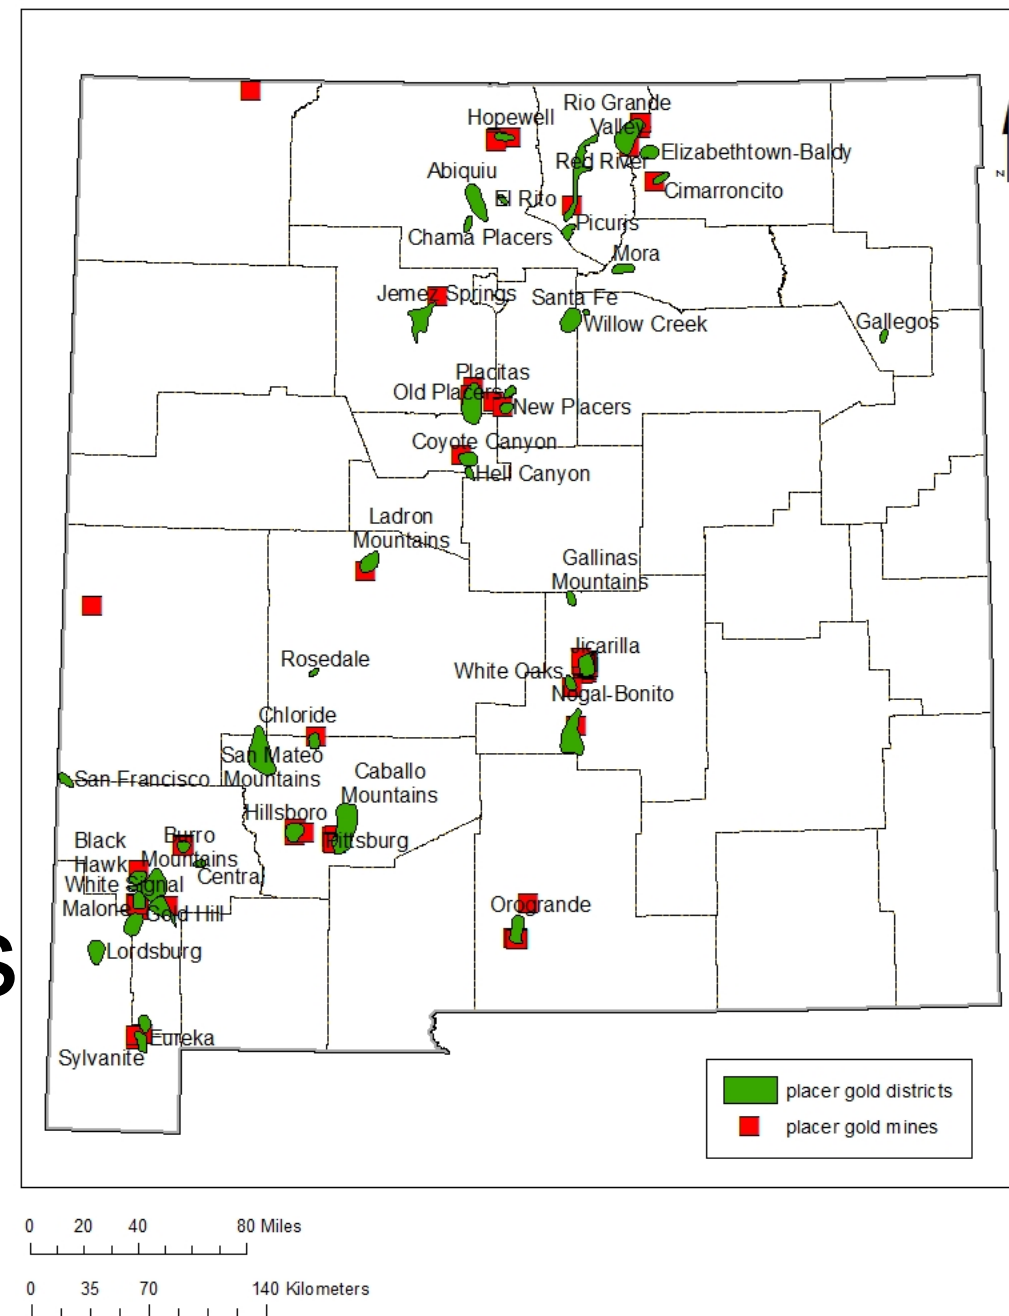 Hopewell
Rio Grande
Valley
Red River
Elizabethtown-Baldy
Abiquiu
El Rito
Cimarroncito
Chama Placers
Picuris
Mora
z
Jemez Springs
Santa Fe
Willow Creek
Gallegos
Placitas
Old Placers
New Placers
Coyote Canyon
Hell Canyon
Ladron
Mountains
Gallinas
Mountains
Jicarilla
Rosedale
White Oaks
Nogal-Bonito
Chloride
San Mateo
Mountains
San Francisco
Caballo
Mountains
Hillsboro
Pittsburg
Black
Hawk
Burro
Mountains
Central
White Signal
Malone
Gold Hill
Orogrande
Lordsburg
s
Eureka
Sylvanite
placer gold districts
placer gold mines
0 20 40 80 Miles
0 35 70 140 Kilometers